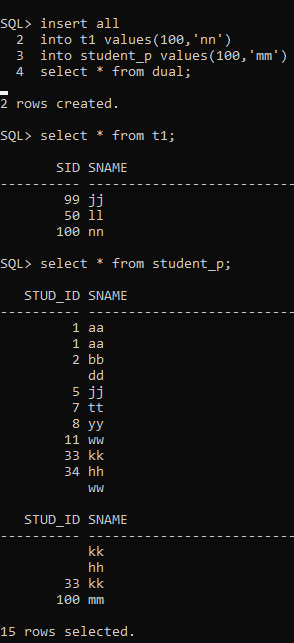 SQL> insert all
  2  into t1 values(100,'nn')
  3  into student_p values(100,'mm')
  4  select * from dual;
2 rows created.
SQL> select * from t1;
       SID SNAME
---------- --------------------------
        99 jj
        50 ll
       100 nn
SQL> select * from student_p;
   STUD_ID SNAME
---------- --------------------------
         1 aa
         1 aa
         2 bb
           dd
         5 jj
         7 tt
         8 yy
        11 ww
        33 kk
        34 hh
           ww
   STUD_ID SNAME
---------- --------------------------
           kk
           hh
        33 kk
       100 mm
15 rows selected.